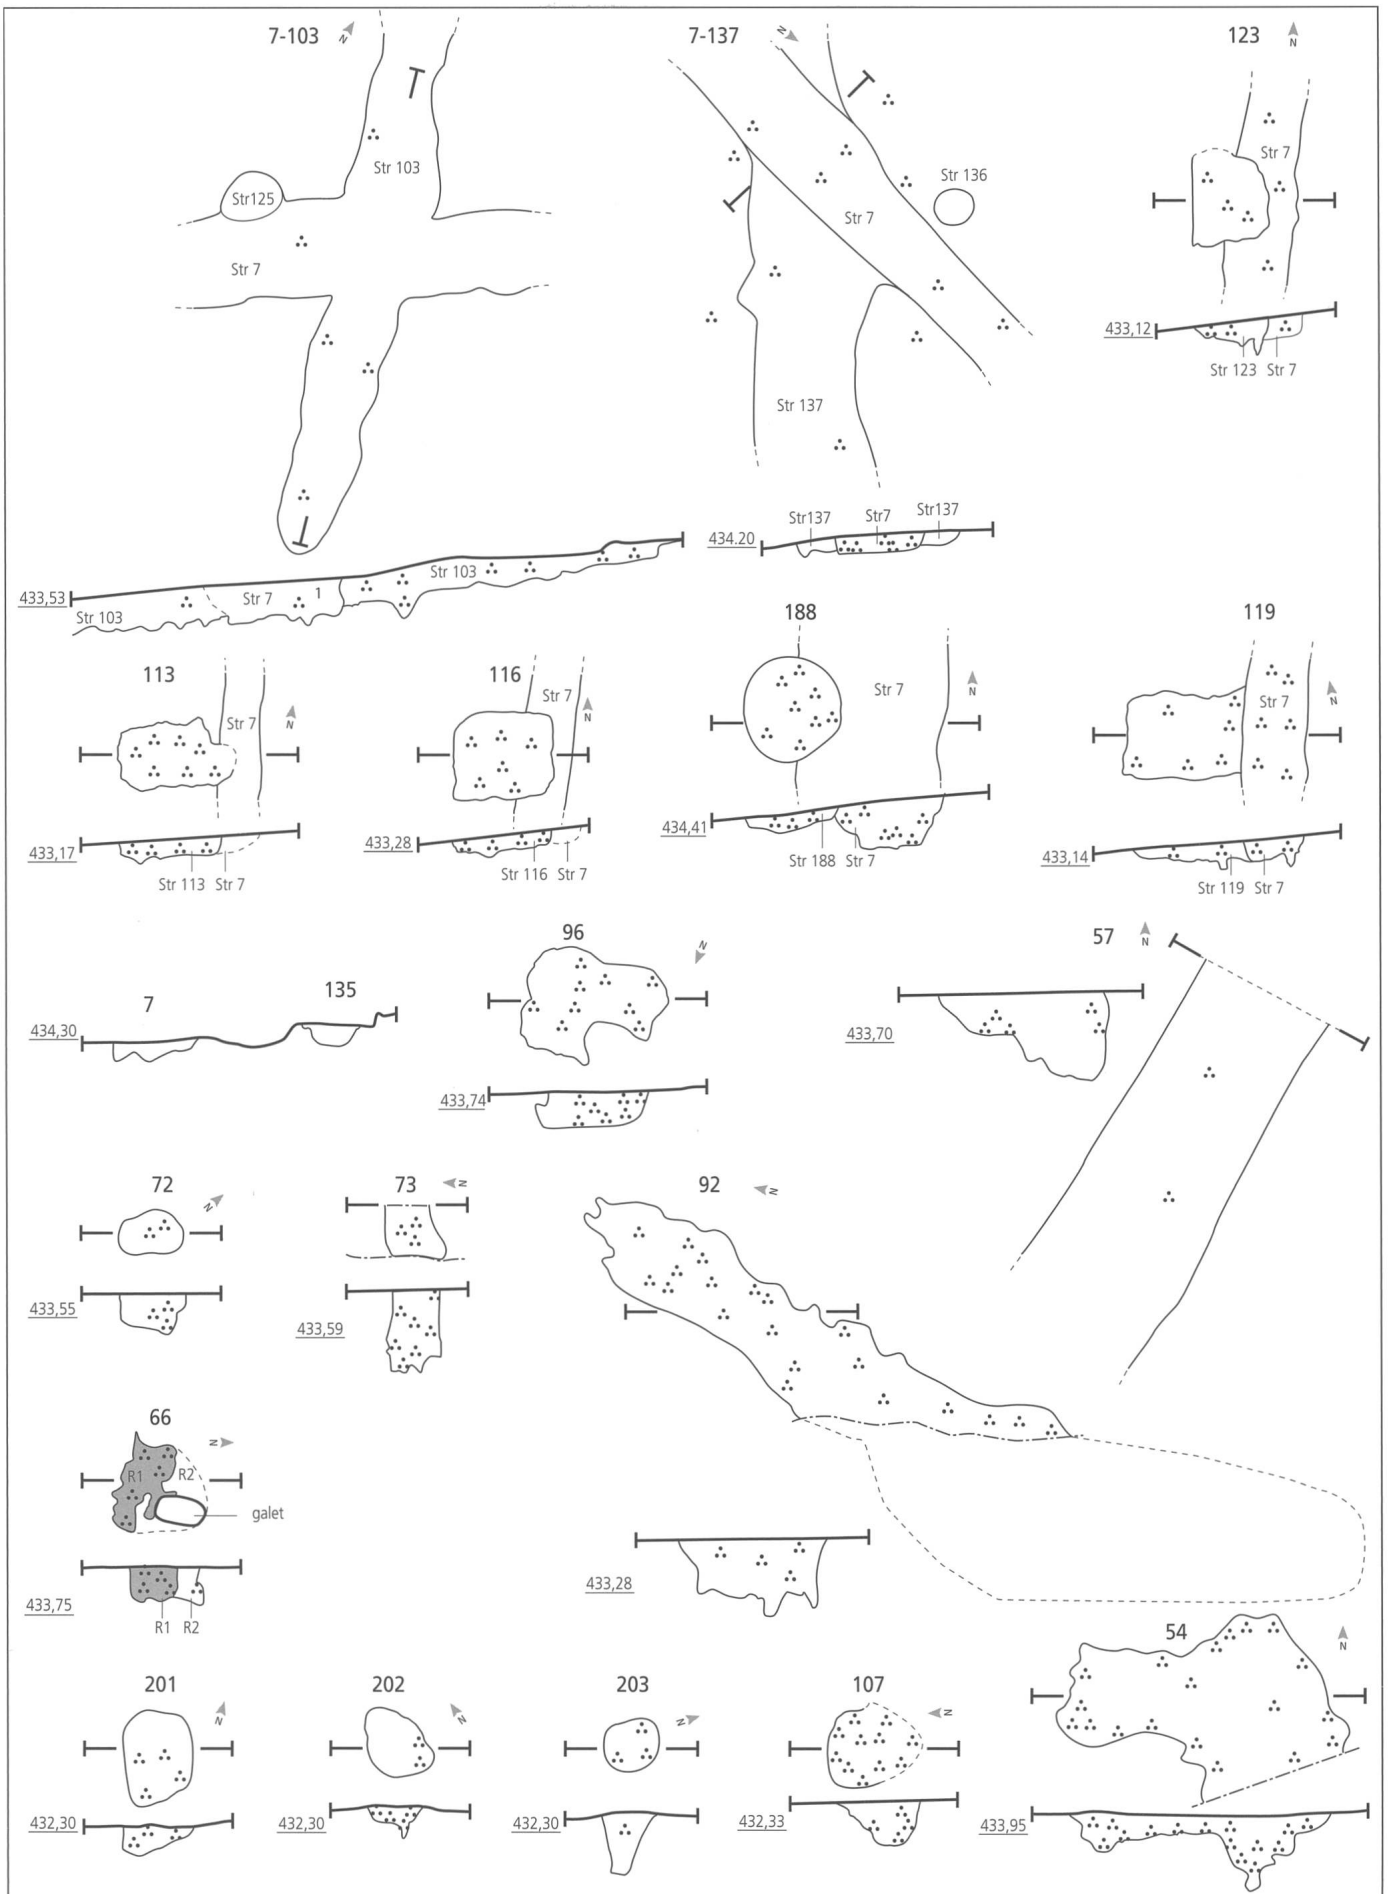 7-103
N
Str 103
Str125
Str 7
433,53
Str 103
Str 7
1
Str 103
7-137
N
Str 136
Str 7
Str 137
434.20
Str137
Str7
Str137
123
N
Str 7
433,12
Str 123
Str 7
113
N
Str 7
433,17
Str 113
Str 7
116
N
Str 7
433,28
Str 116
Str 7
188
N
Str 7
434,41
Str 188
Str 7
119
N
Str 7
433,14
Str 119
Str 7
7
135
434,30
96
N
433,74
57
N
433,70
72
N
433,55
73
N
433,59
92
N
433,28
66
N
R1
R2
galet
433,75
R1
R2
54
N
433,95
201
N
432,30
202
N
432,30
203
N
432,30
107
N
432,33